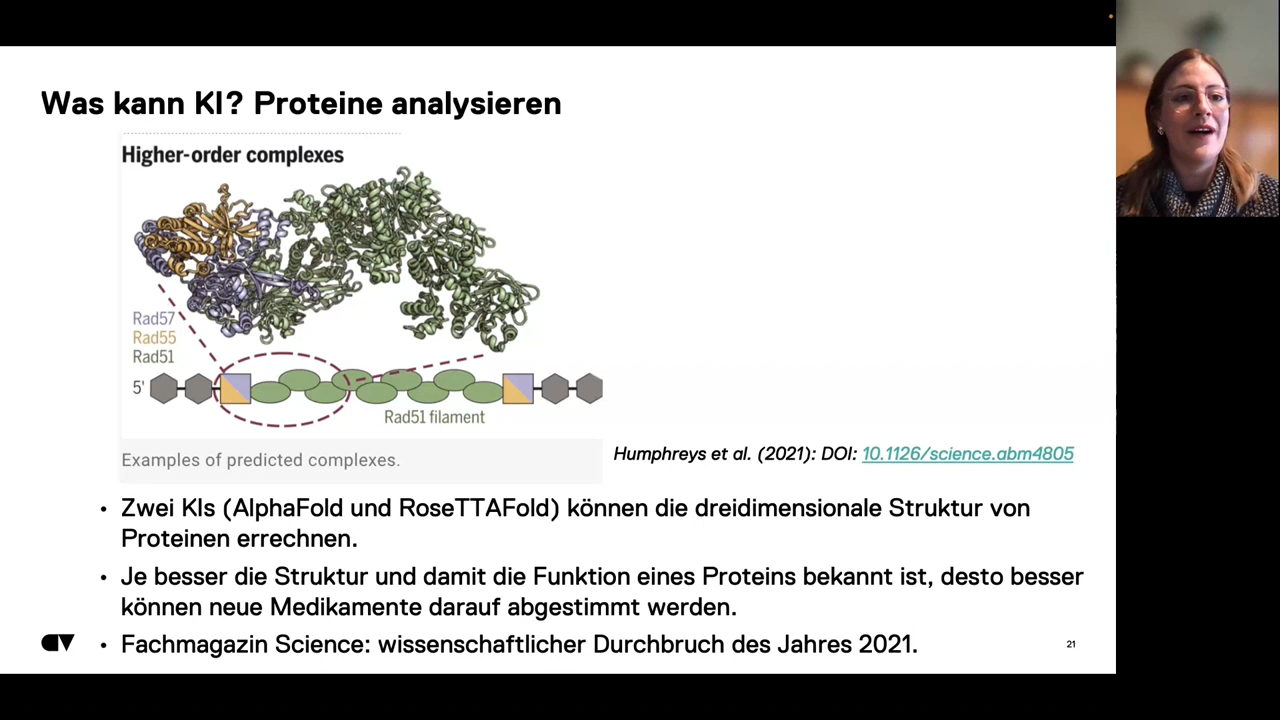 Was kann KI? Proteine analysieren
Higher-order complexes
Rad57
Rad55
Rad51
5'
Rad51 filament
Examples of predicted complexes.
Humphreys et al. (2021): DOI: 10.1126/science.abm4805
• Zwei KIs (AlphaFold und RoseTTAFold) können die dreidimensionale Struktur von
Proteinen errechnen.
• Je besser die Struktur und damit die Funktion eines Proteins bekannt ist, desto besser
können neue Medikamente darauf abgestimmt werden.
• Fachmagazin Science: wissenschaftlicher Durchbruch des Jahres 2021.
21